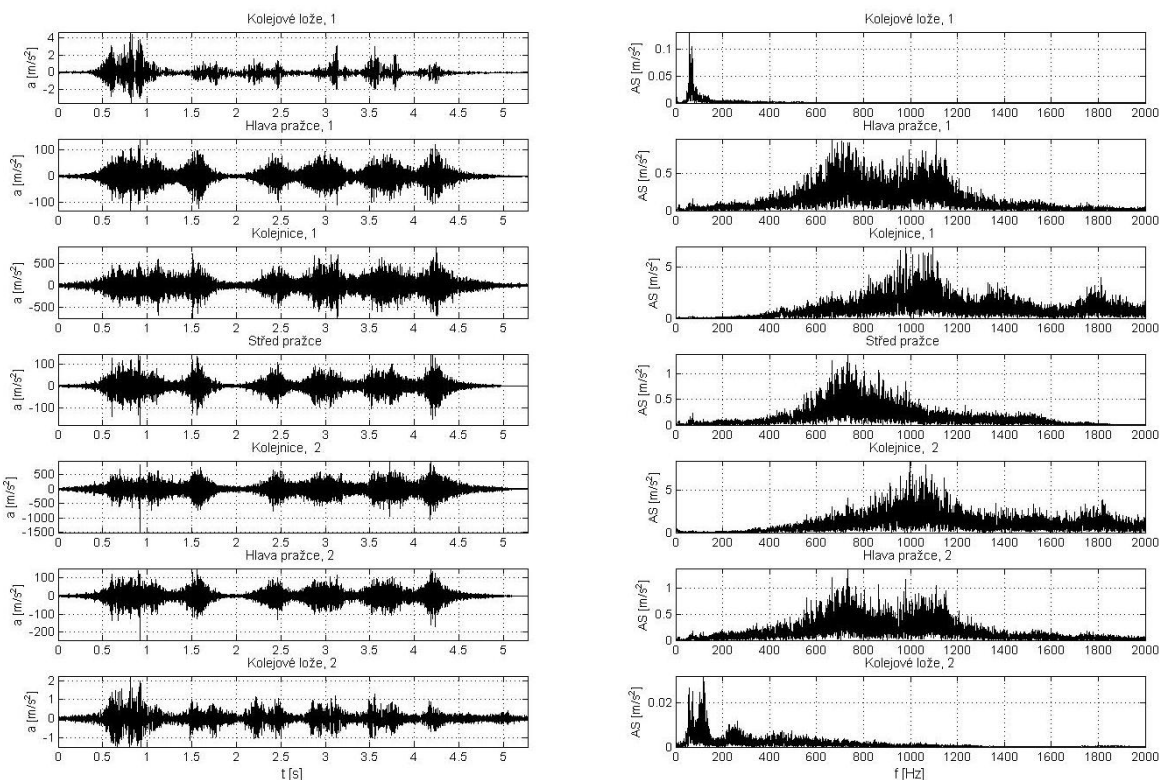 Kolejové lože, 1
a [m/s²]
4
2
0
-2
0 0.5 1 1.5 2 2.5 3 3.5 4 4.5 5
Hlava pražce, 1
a [m/s²]
100
0
-100
0 0.5 1 1.5 2 2.5 3 3.5 4 4.5 5
Kolejnice, 1
a [m/s²]
500
0
-500
0 0.5 1 1.5 2 2.5 3 3.5 4 4.5 5
Střed pražce
a [m/s²]
100
0
-100
0 0.5 1 1.5 2 2.5 3 3.5 4 4.5 5
Kolejnice, 2
a [m/s²]
500
0
-500
-1000
-1500
0 0.5 1 1.5 2 2.5 3 3.5 4 4.5 5
Hlava pražce, 2
a [m/s²]
100
0
-100
-200
0 0.5 1 1.5 2 2.5 3 3.5 4 4.5 5
Kolejové lože, 2
a [m/s²]
2
1
0
-1
0 0.5 1 1.5 2 2.5 3 3.5 4 4.5 5
t [s]
Kolejové lože, 1
AS [m/s²]
0.1
0.05
0
0 200 400 600 800 1000 1200 1400 1600 1800 2000
Hlava pražce, 1
AS [m/s²]
0.5
0
0 200 400 600 800 1000 1200 1400 1600 1800 2000
Kolejnice, 1
AS [m/s²]
5
0
0 200 400 600 800 1000 1200 1400 1600 1800 2000
Střed pražce
AS [m/s²]
1
0.5
0
0 200 400 600 800 1000 1200 1400 1600 1800 2000
Kolejnice, 2
AS [m/s²]
5
0
0 200 400 600 800 1000 1200 1400 1600 1800 2000
Hlava pražce, 2
AS [m/s²]
1
0.5
0
0 200 400 600 800 1000 1200 1400 1600 1800 2000
Kolejové lože, 2
AS [m/s²]
0.02
0
0 200 400 600 800 1000 1200 1400 1600 1800 2000
f [Hz]